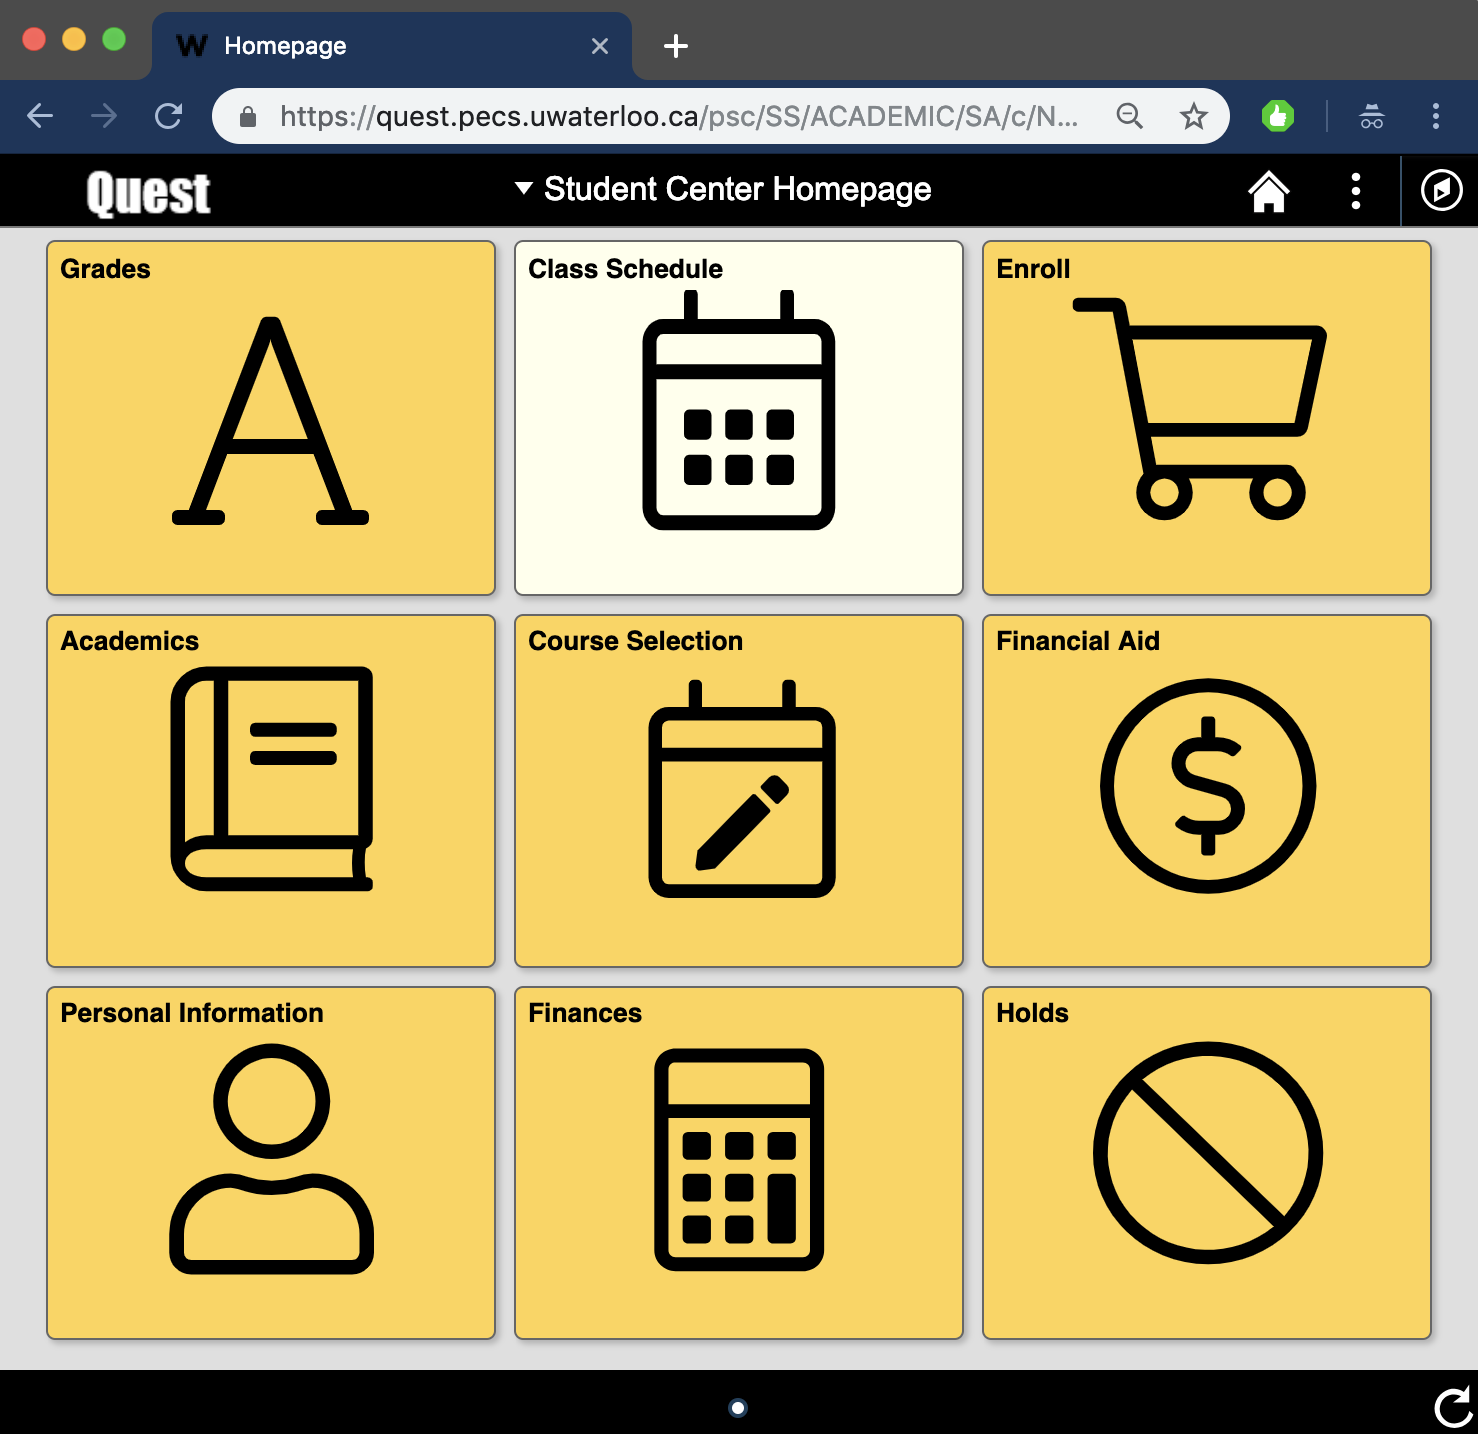 W Homepage
https://quest.pecs.uwaterloo.ca/psc/SS/ACADEMIC/SA/c/N...
Quest
Student Center Homepage
Grades
Class Schedule
Enroll
A
Academics
Course Selection
Financial Aid
$
Personal Information
Finances
Holds